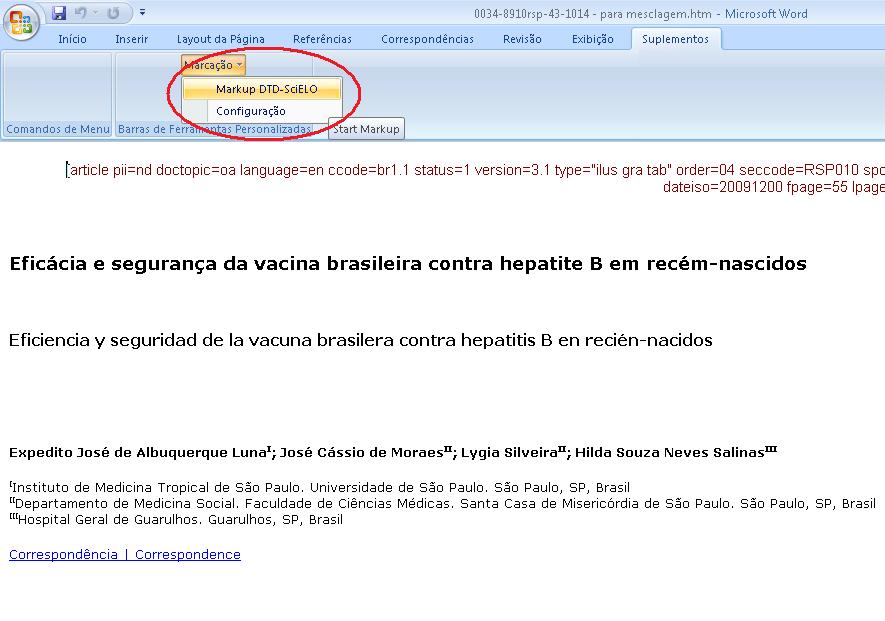 0034-8910rsp-43-1014 - para mesclagem.htm - Microsoft Word
Início Inserir Layout da Página Referências Correspondências Revisão Exibição Suplementos
Marcação
Markup DTD-SciELO
Configuração
Comandos de Menu Barras de Ferramentas Personalizadas Start Markup
[article pii=nd doctopic=oa language=en ccode=br1.1 status=1 version=3.1 type="ilus gra tab" order=04 seccode=RSP010 spo
dateiso=20091200 fpage=55 lpage
Eficácia e segurança da vacina brasileira contra hepatite B em recém-nascidos
Eficiencia y seguridad de la vacuna brasilera contra hepatitis B en recién-nacidos
Expedito José de Albuquerque Luna^I; José Cássio de Moraes^II; Lygia Silveira^II; Hilda Souza Neves Salinas^III
^I Instituto de Medicina Tropical de São Paulo. Universidade de São Paulo. São Paulo, SP, Brasil
^II Departamento de Medicina Social. Faculdade de Ciências Médicas. Santa Casa de Misericórdia de São Paulo. São Paulo, SP, Brasil
^III Hospital Geral de Guarulhos. Guarulhos, SP, Brasil
Correspondência | Correspondence